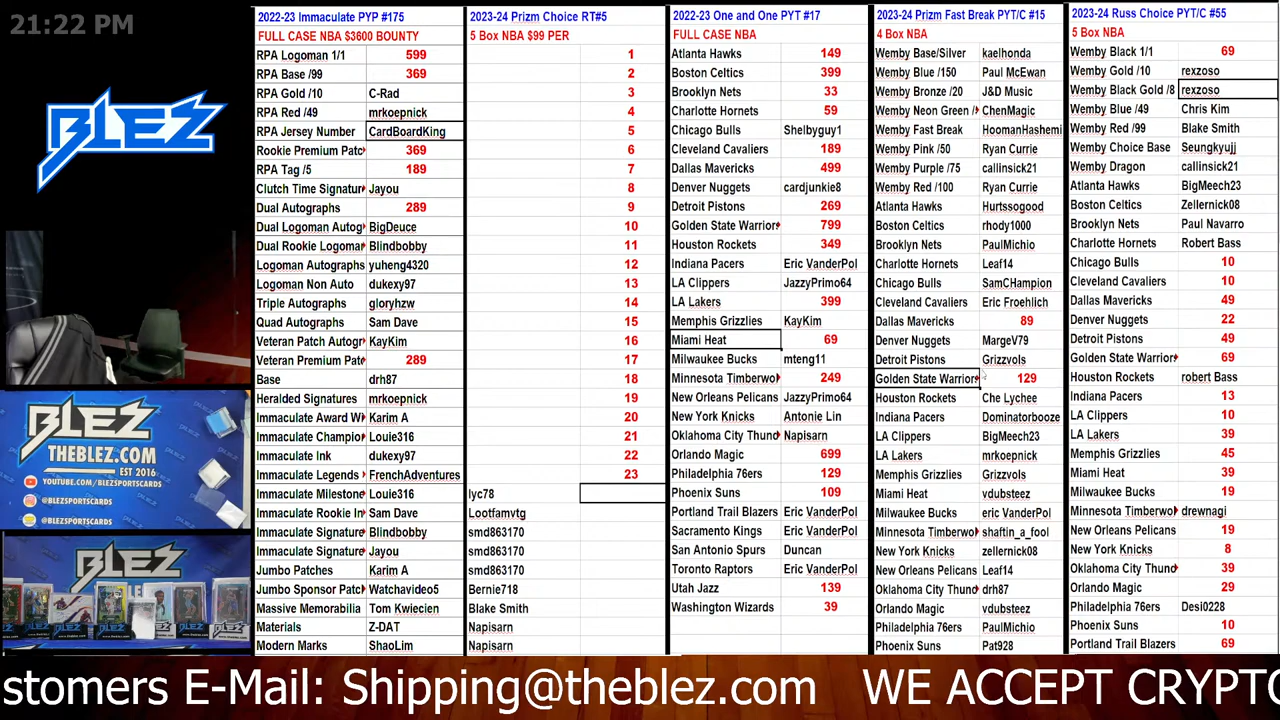 21:22 PM
BLEZ
BLEZ
THEBLEZ.COM
EST 2016
YOUTUBE.COM/BLEZSPORTSCARDS
@BLEZSPORTSCARDS
@BLEZSPORTSCARDS
BLEZ
2022-23 Immaculate PYP #175
FULL CASE NBA $3600 BOUNTY
RPA Logoman 1/1 599
RPA Base /99 369
RPA Gold /10 C-Rad
RPA Red /49 mrkoepnick
RPA Jersey Number CardBoardKing
Rookie Premium Patc 369
RPA Tag /5 189
Clutch Time Signatur Jayou
Dual Autographs 289
Dual Logoman Autog BigDeuce
Dual Rookie Logoma Blindbobby
Logoman Autographs yuheng4320
Logoman Non Auto dukexy97
Triple Autographs gloryhzw
Quad Autographs Sam Dave
Veteran Patch Autogr KayKim
Veteran Premium Pat 289
Base drh87
Heralded Signatures mrkoepnick
Immaculate Award W Karim A
Immaculate Champio Louie316
Immaculate Ink dukexy97
Immaculate Legends FrenchAdventures
Immaculate Milestone Louie316
Immaculate Rookie In Sam Dave
Immaculate Signature Blindbobby
Immaculate Signature Jayou
Jumbo Patches Karim A
Jumbo Sponsor Patc Watchavideo5
Massive Memorabilia Tom Kwiecien
Materials Z-DAT
Modern Marks ShaoLim
2023-24 Prizm Choice RT#5
5 Box NBA $99 PER
1
2
3
4
5
6
7
8
9
10
11
12
13
14
15
16
17
18
19
20
21
22
23
lyc78
Lootfamvtg
smd863170
smd863170
smd863170
Bernie718
Blake Smith
Napisarn
Napisarn
2022-23 One and One PYT #17
FULL CASE NBA
Atlanta Hawks 149
Boston Celtics 399
Brooklyn Nets 33
Charlotte Hornets 59
Chicago Bulls Shelbyguy1
Cleveland Cavaliers 189
Dallas Mavericks 499
Denver Nuggets cardjunkie8
Detroit Pistons 269
Golden State Warriors 799
Houston Rockets 349
Indiana Pacers Eric VanderPol
LA Clippers JazzyPrimo64
LA Lakers 399
Memphis Grizzlies KayKim
Miami Heat 69
Milwaukee Bucks mteng11
Minnesota Timberwo 249
New Orleans Pelicans JazzyPrimo64
New York Knicks Antonie Lin
Oklahoma City Thund Napisarn
Orlando Magic 699
Philadelphia 76ers 129
Phoenix Suns 109
Portland Trail Blazers Eric VanderPol
Sacramento Kings Eric VanderPol
San Antonio Spurs Duncan
Toronto Raptors Eric VanderPol
Utah Jazz 139
Washington Wizards 39
2023-24 Prizm Fast Break PYT/C #15
4 Box NBA
Wemby Base/Silver kaelhonda
Wemby Blue /150 Paul McEwan
Wemby Bronze /20 J&D Music
Wemby Neon Green / ChenMagic
Wemby Fast Break HoomanHashemi
Wemby Pink /50 Ryan Currie
Wemby Purple /75 callinsick21
Wemby Red /100 Ryan Currie
Atlanta Hawks Hurtssogood
Boston Celtics rhody1000
Brooklyn Nets PaulMichio
Charlotte Hornets Leaf14
Chicago Bulls SamCHampion
Cleveland Cavaliers Eric Froehlich
Dallas Mavericks 89
Denver Nuggets MargeV79
Detroit Pistons Grizzvols
Golden State Warriors 129
Houston Rockets Che Lychee
Indiana Pacers Dominatorbooze
LA Clippers BigMeech23
LA Lakers mrkoepnick
Memphis Grizzlies Grizzvols
Miami Heat vdubsteez
Milwaukee Bucks eric VanderPol
Minnesota Timberwo shaftin_a_fool
New York Knicks zellernick08
New Orleans Pelicans Leaf14
Oklahoma City Thund drh87
Orlando Magic vdubsteez
Philadelphia 76ers PaulMichio
Phoenix Suns Pat928
2023-24 Russ Choice PYT/C #55
5 Box NBA
Wemby Black 1/1 69
Wemby Gold /10 rexzoso
Wemby Black Gold /8 rexzoso
Wemby Blue /49 Chris Kim
Wemby Red /99 Blake Smith
Wemby Choice Base Seungkyujj
Wemby Dragon callinsick21
Atlanta Hawks BigMeech23
Boston Celtics Zellernick08
Brooklyn Nets Paul Navarro
Charlotte Hornets Robert Bass
Chicago Bulls 10
Cleveland Cavaliers 10
Dallas Mavericks 49
Denver Nuggets 22
Detroit Pistons 49
Golden State Warrior 69
Houston Rockets robert Bass
Indiana Pacers 13
LA Clippers 10
LA Lakers 39
Memphis Grizzlies 45
Miami Heat 39
Milwaukee Bucks 19
Minnesota Timberwo drewnagi
New Orleans Pelicans 19
New York Knicks 8
Oklahoma City Thund 39
Orlando Magic 29
Philadelphia 76ers Desi0228
Phoenix Suns 10
Portland Trail Blazers 69
stomers E-Mail: Shipping@theblez.com WE ACCEPT CRYPTO